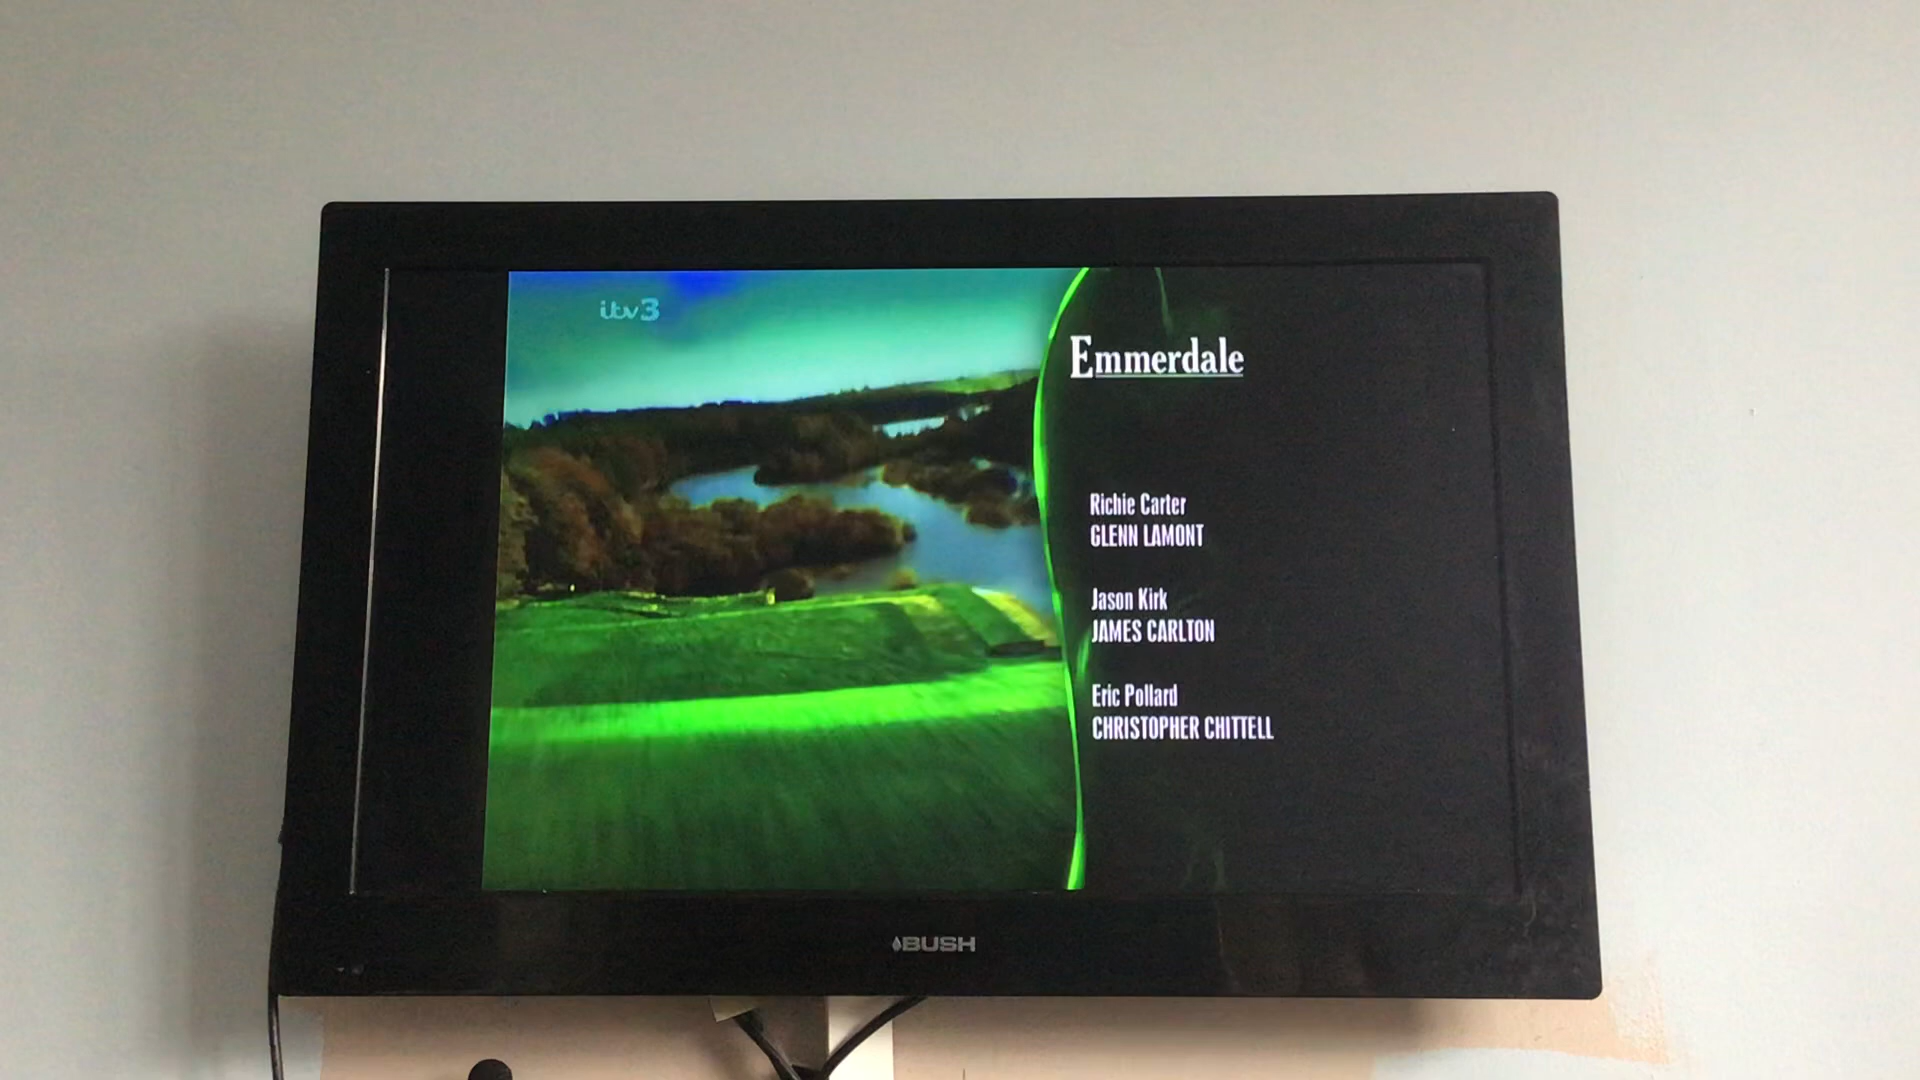 itv3
Emmerdale
Richie Carter
GLENN LAMONT
Jason Kirk
JAMES CARLTON
Eric Pollard
CHRISTOPHER CHITTELL
BUSH